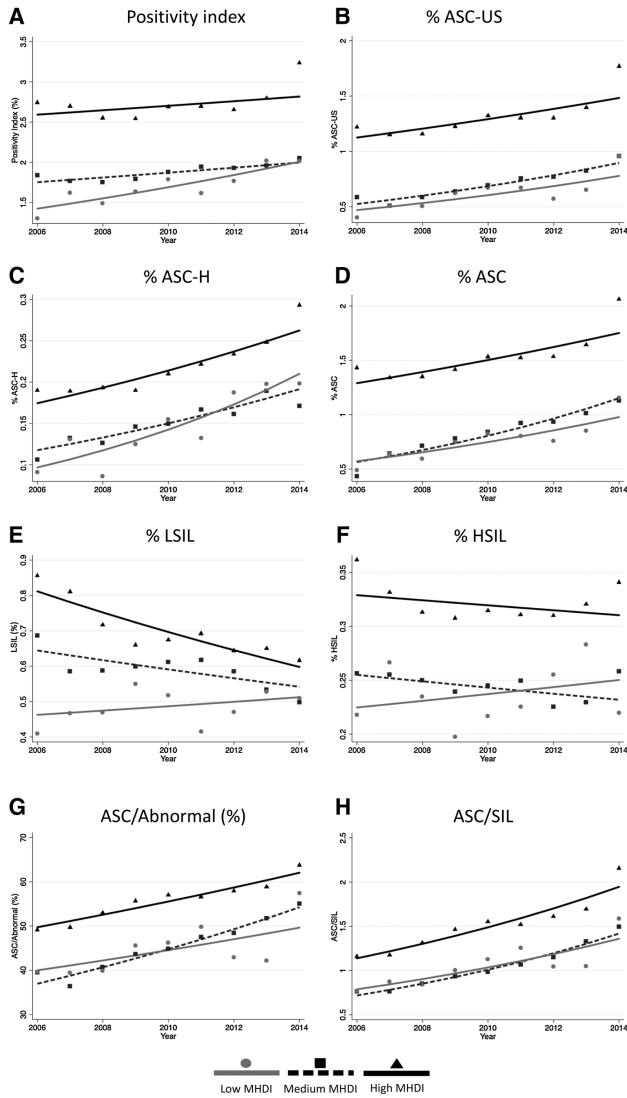 A
Positivity index
3.5
3
2.5
2
1.5
Positivity index (%)
2006
2008
2010
2012
2014
Year
B
% ASC-US
2
1.5
1
0.5
% ASC-US
2006
2008
2010
2012
2014
Year
C
% ASC-H
0.3
0.25
0.2
0.15
0.1
% ASC-H
2006
2008
2010
2012
2014
Year
D
% ASC
2
1.5
1
0.5
% ASC
2006
2008
2010
2012
2014
Year
E
% LSIL
0.9
0.8
0.7
0.6
0.5
0.4
LSIL (%)
2006
2008
2010
2012
2014
Year
F
% HSIL
0.35
0.3
0.25
0.2
% HSIL
2006
2008
2010
2012
2014
Year
G
ASC/Abnormal (%)
70
60
50
40
30
ASC/Abnormal (%)
2006
2008
2010
2012
2014
Year
H
ASC/SIL
2.5
2
1.5
1
0.5
ASC/SIL
2006
2008
2010
2012
2014
Year
Low MHDI
Medium MHDI
High MHDI